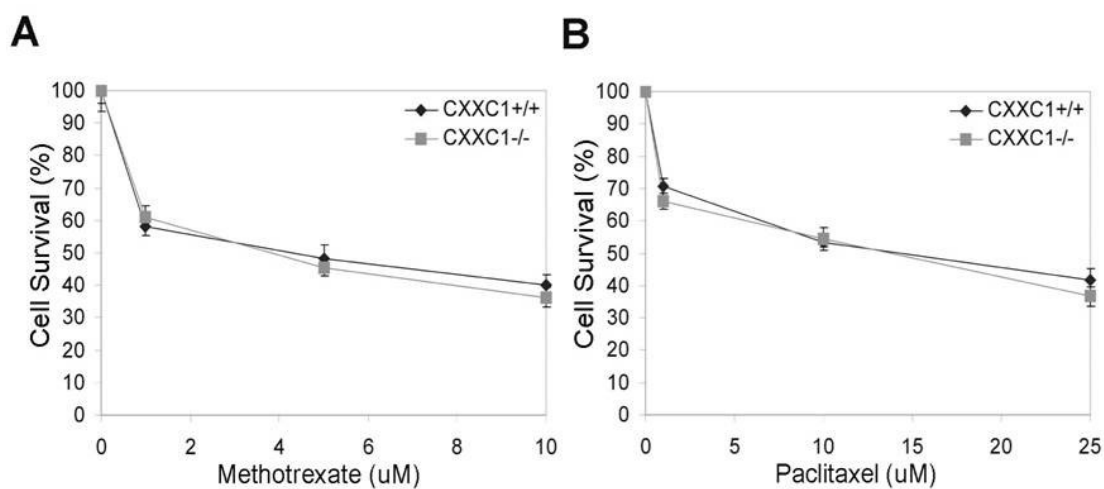 A
Cell Survival (%)
100
90
80
70
60
50
40
30
20
10
0
CXXC1+/+
CXXC1-/-
0 2 4 6 8 10
Methotrexate (uM)
B
Cell Survival (%)
100
90
80
70
60
50
40
30
20
10
0
CXXC1+/+
CXXC1-/-
0 5 10 15 20 25
Paclitaxel (uM)